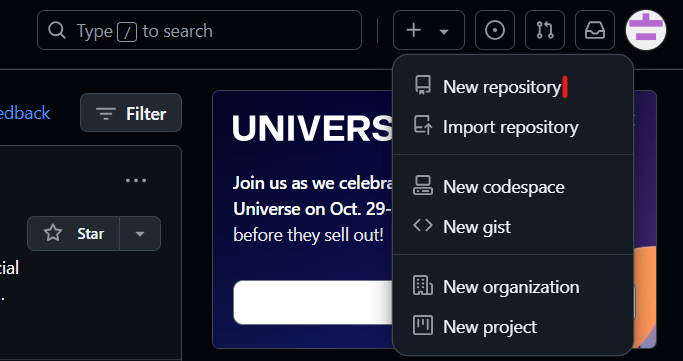 Type / to search
edback
Filter
New repository
Import repository
New codespace
New gist
New organization
New project
UNIVERS
Join us as we celebra
Universe on Oct. 29-
before they sell out!
Star
cial
.